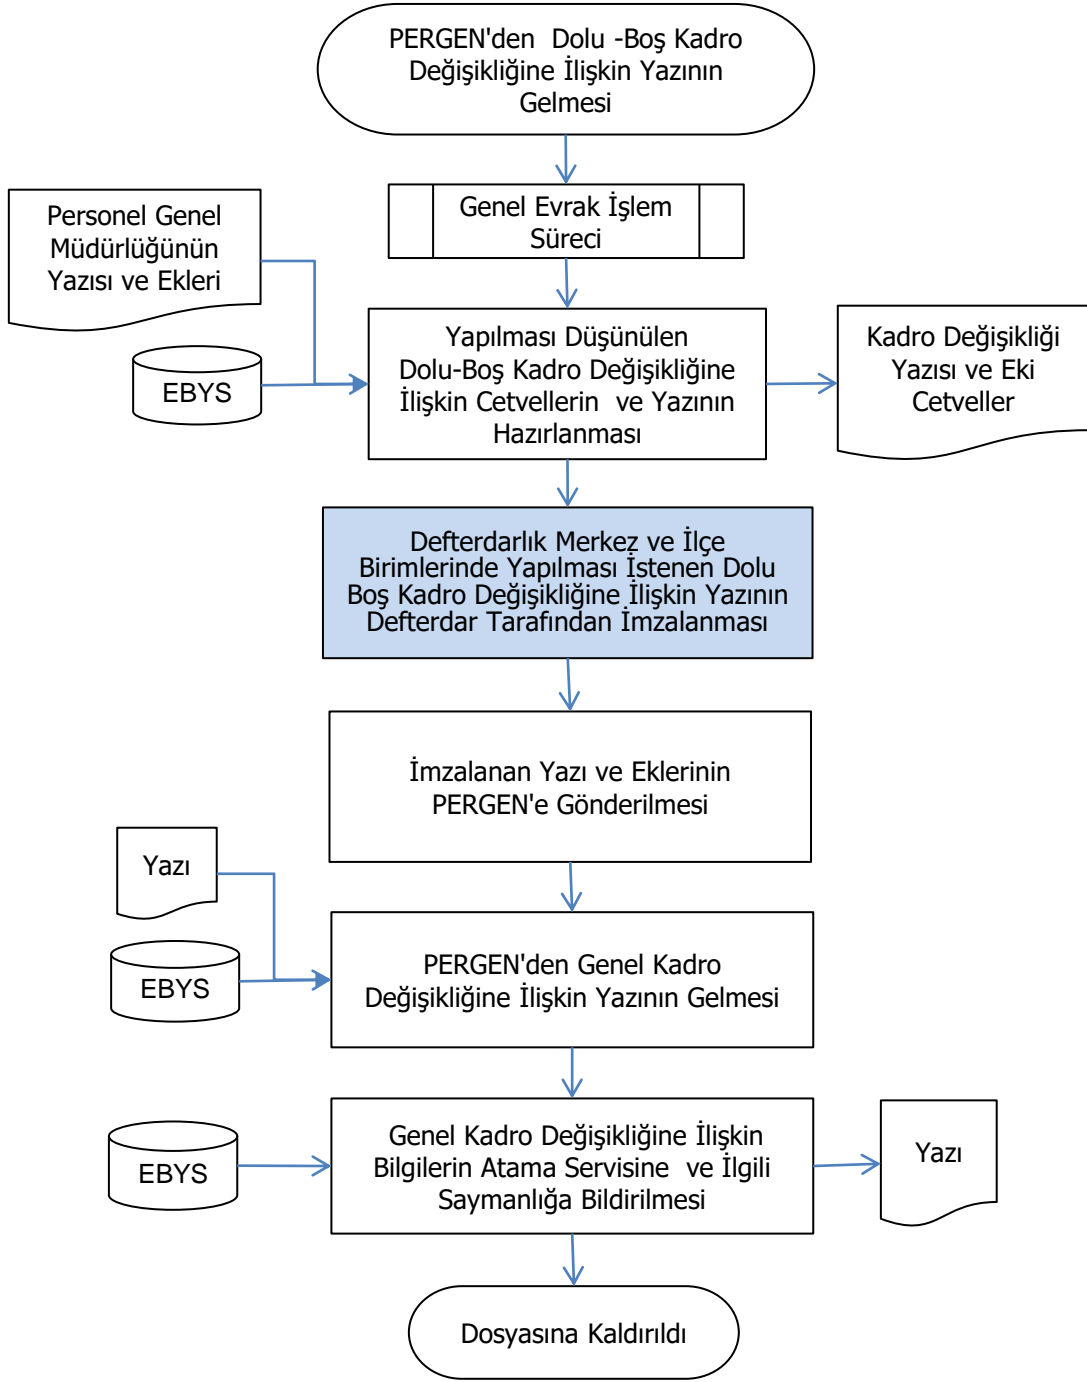 PERGEN'den Dolu -Boş Kadro
Değişikliğine İlişkin Yazının
Gelmesi
Genel Evrak İşlem
Süreci
Personel Genel
Müdürlüğünün
Yazısı ve Ekleri
EBYS
Yapılması Düşünülen
Dolu-Boş Kadro Değişikliğine
İlişkin Cetvellerin ve Yazının
Hazırlanması
Kadro Değişikliği
Yazısı ve Eki
Cetveller
Defterdarlık Merkez ve İlçe
Birimlerinde Yapılması İstenen Dolu
Boş Kadro Değişikliğine İlişkin Yazının
Defterdar Tarafından İmzalanması
İmzalanan Yazı ve Eklerinin
PERGEN'e Gönderilmesi
Yazı
EBYS
PERGEN'den Genel Kadro
Değişikliğine İlişkin Yazının Gelmesi
EBYS
Genel Kadro Değişikliğine İlişkin
Bilgilerin Atama Servisine ve İlgili
Saymanlığa Bildirilmesi
Yazı
Dosyasına Kaldırıldı